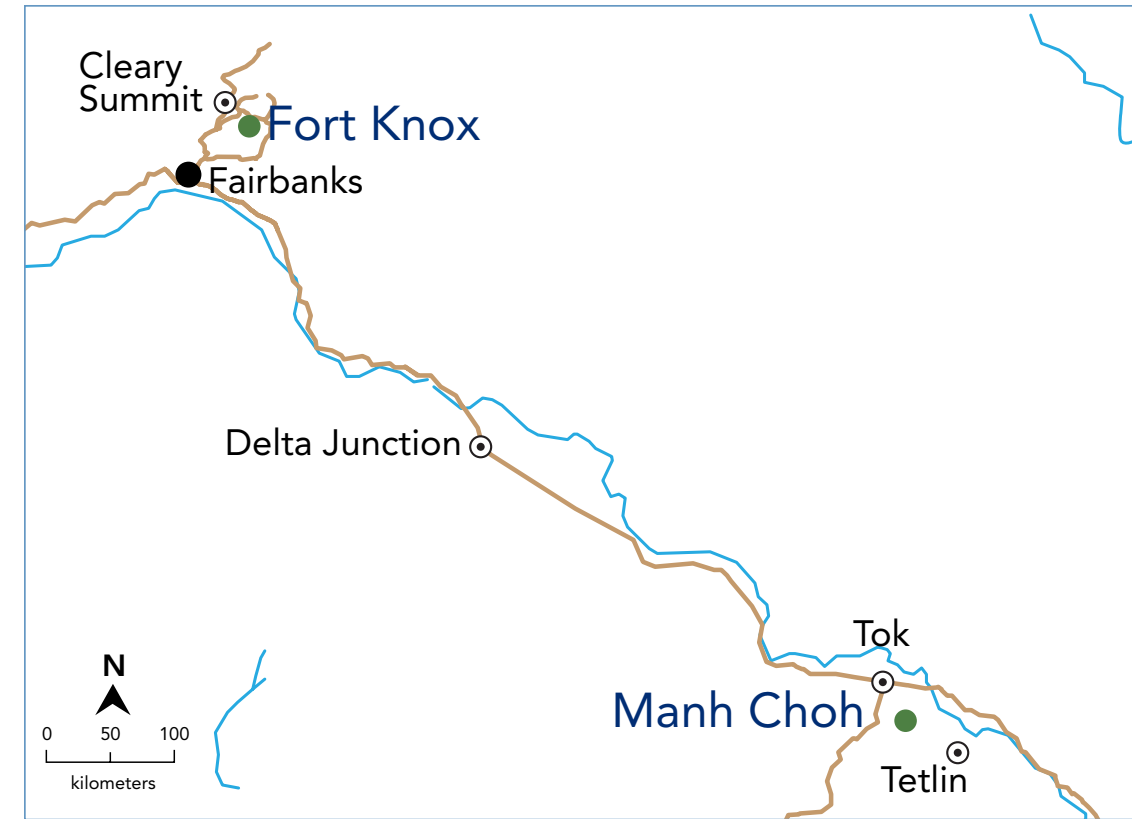 Cleary
Summit
Fort Knox
Fairbanks
Delta Junction
Tok
Manh Choh
Tetlin
N
0 50 100
kilometers